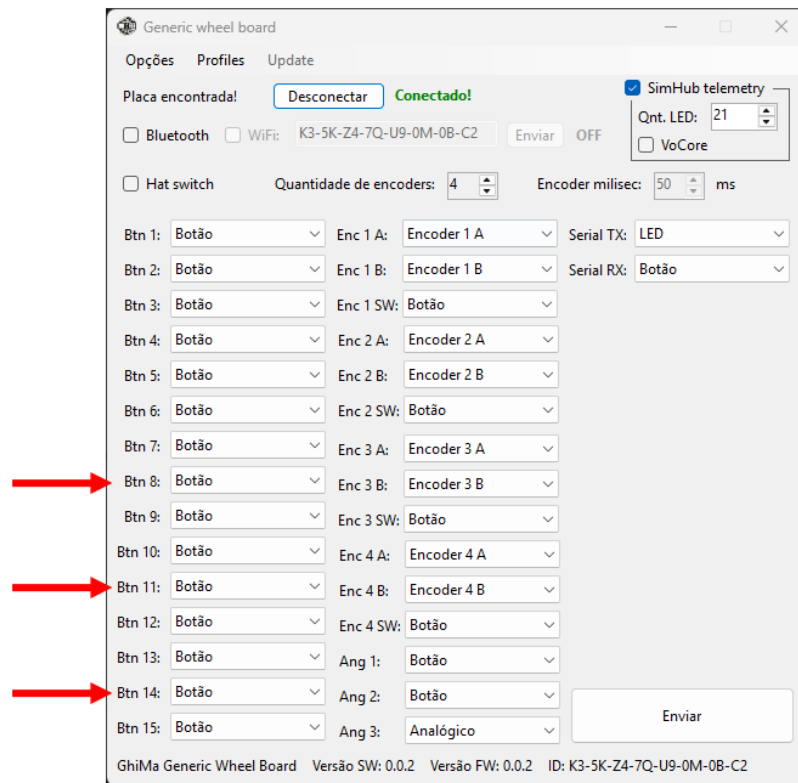 Generic wheel board
Opções Profiles Update
Placa encontrada! Desconectar Conectado! SimHub telemetry
Qnt. LED: 21
Bluetooth WiFi: K3-5K-Z4-7Q-U9-0M-0B-C2 Enviar OFF VoCore
Hat switch Quantidade de encoders: 4 Encoder milisec: 50 ms
Btn 1: Botão Enc 1 A: Encoder 1 A Serial TX: LED
Btn 2: Botão Enc 1 B: Encoder 1 B Serial RX: Botão
Btn 3: Botão Enc 1 SW: Botão
Btn 4: Botão Enc 2 A: Encoder 2 A
Btn 5: Botão Enc 2 B: Encoder 2 B
Btn 6: Botão Enc 2 SW: Botão
Btn 7: Botão Enc 3 A: Encoder 3 A
Btn 8: Botão Enc 3 B: Encoder 3 B
Btn 9: Botão Enc 3 SW: Botão
Btn 10: Botão Enc 4 A: Encoder 4 A
Btn 11: Botão Enc 4 B: Encoder 4 B
Btn 12: Botão Enc 4 SW: Botão
Btn 13: Botão Ang 1: Botão
Btn 14: Botão Ang 2: Botão
Btn 15: Botão Ang 3: Analógico Enviar
GhiMa Generic Wheel Board Versão SW: 0.0.2 Versão FW: 0.0.2 ID: K3-5K-Z4-7Q-U9-0M-0B-C2